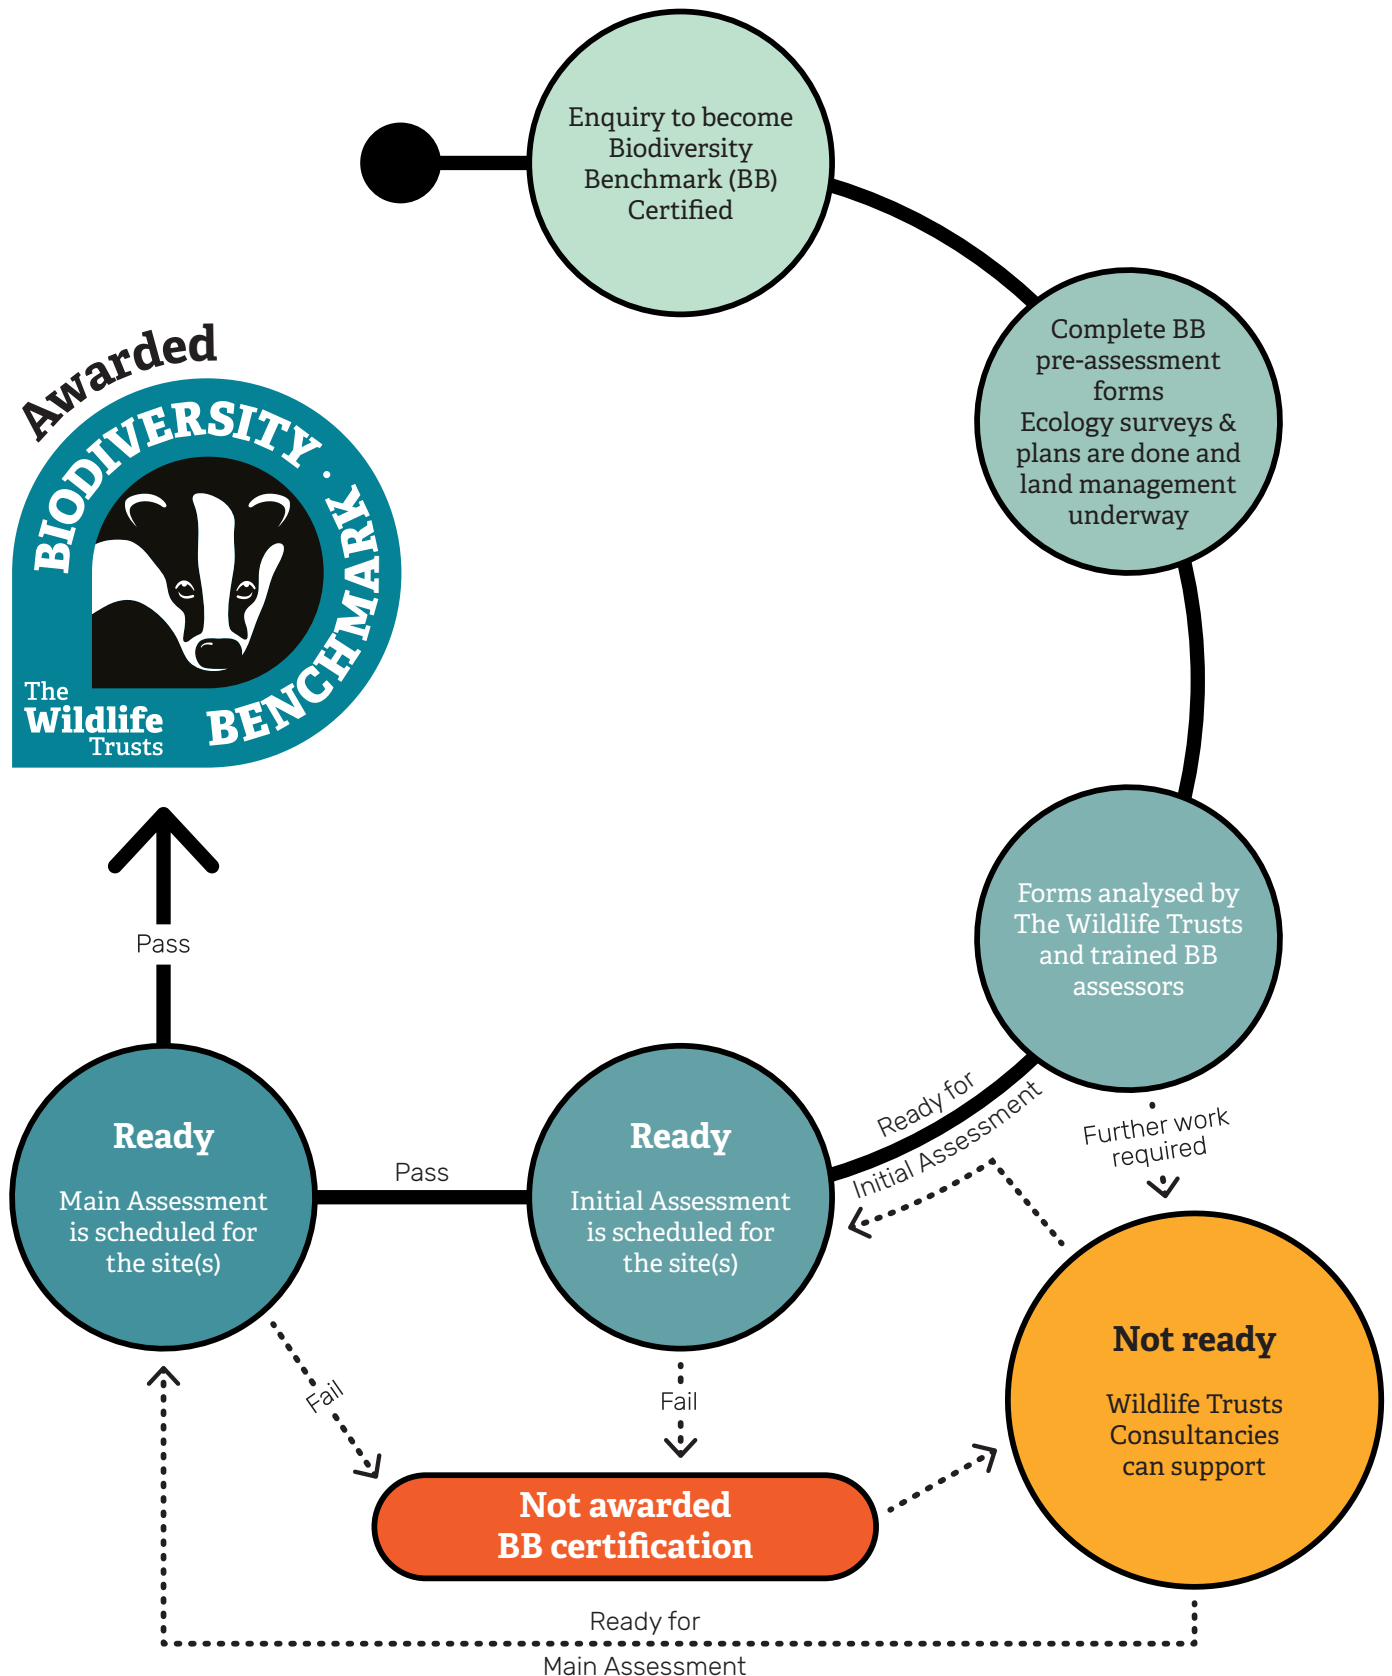 Enquiry to become
Biodiversity
Benchmark (BB)
Certified
Complete BB
pre-assessment
forms
Ecology surveys &
plans are done and
land management
underway
Awarded
BIODIVERSITY · BENCHMARK
The
Wildlife
Trusts
Forms analysed by
The Wildlife Trusts
and trained BB
assessors
Pass
Ready for
Initial Assessment
Further work
required
Ready
Main Assessment
is scheduled for
the site(s)
Pass
Ready
Initial Assessment
is scheduled for
the site(s)
Not ready
Wildlife Trusts
Consultancies
can support
Fail
Fail
Not awarded
BB certification
Ready for
Main Assessment